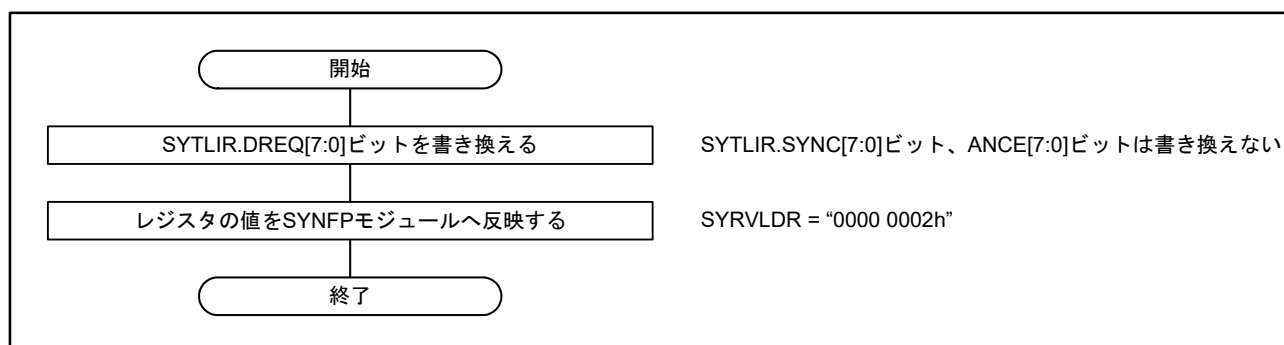 開始
SYTLIR.DREQ[7:0]ビットを書き換える
SYTLIR.SYNC[7:0]ビット、ANCE[7:0]ビットは書き換えない
レジスタの値をSYNFPモジュールへ反映する
SYRVLDR = “0000 0002h”
終了